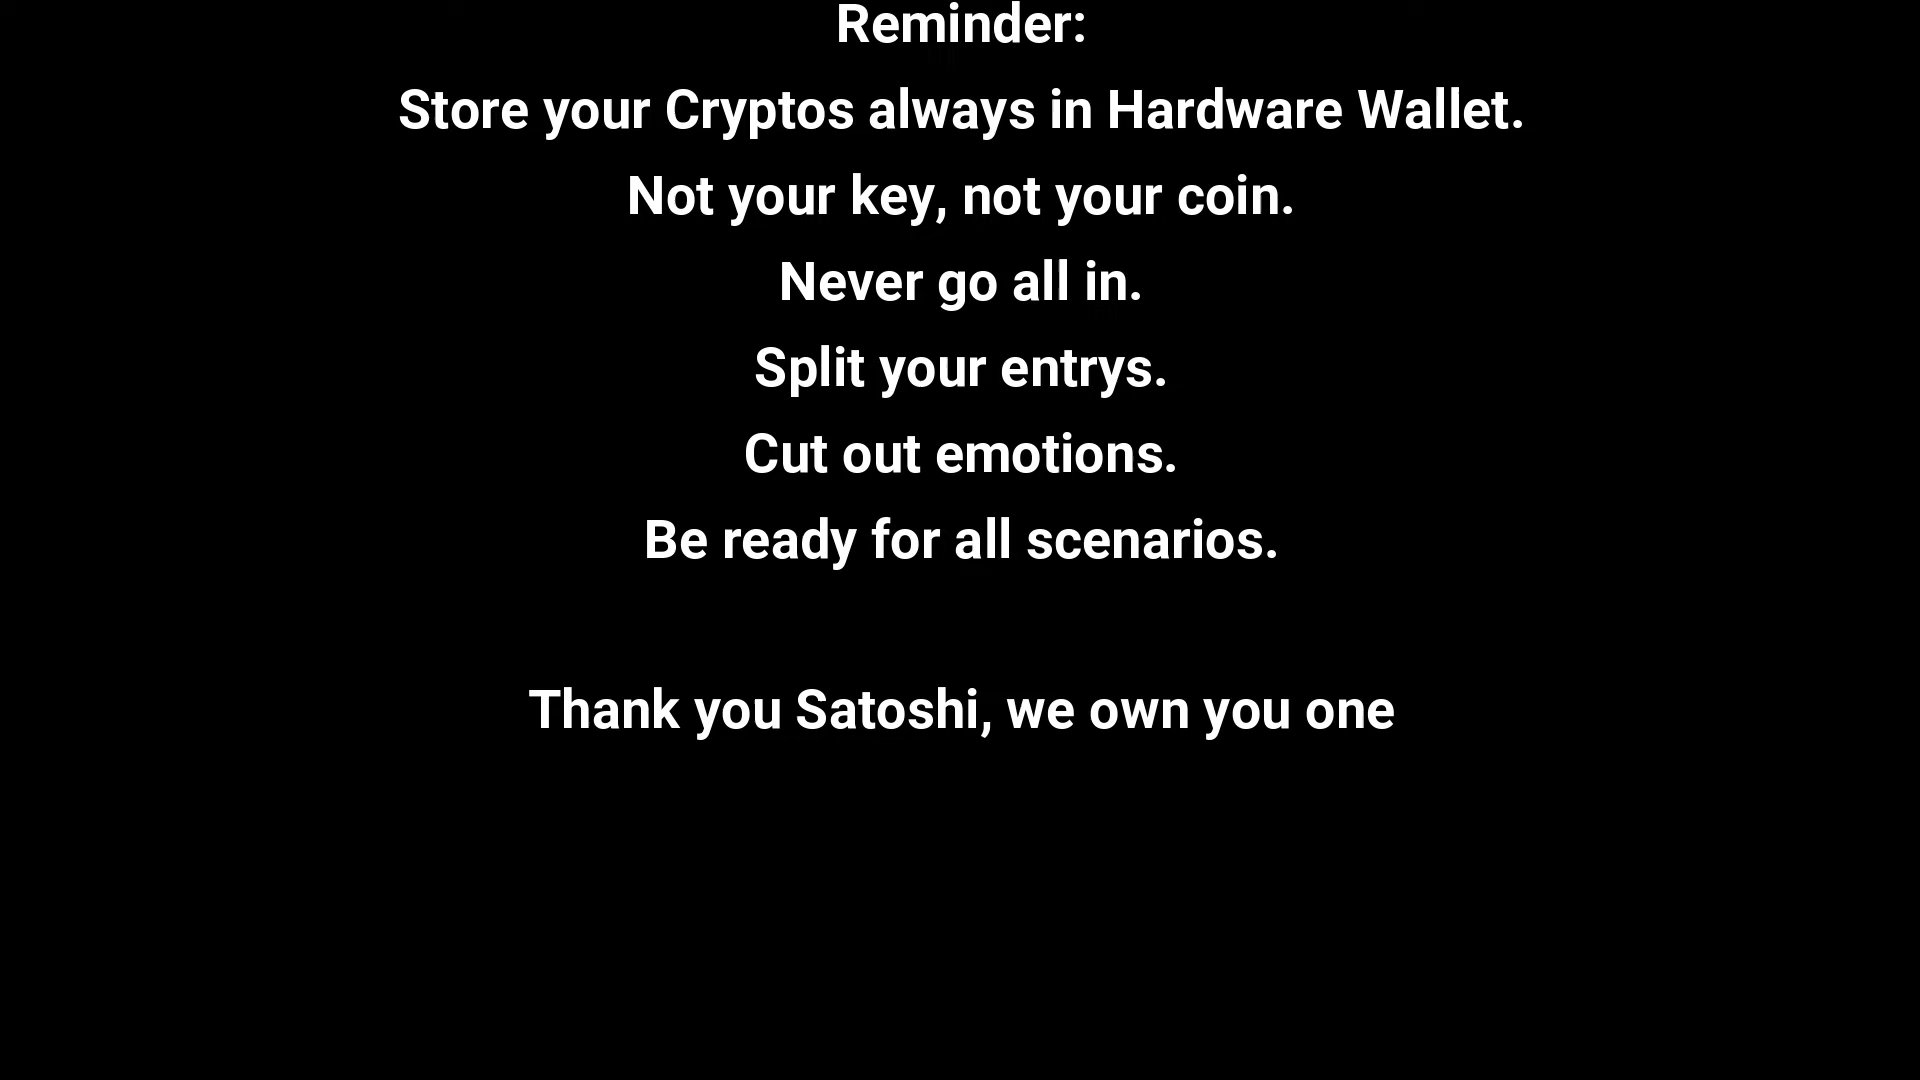 Reminder:
Store your Cryptos always in Hardware Wallet.
Not your key, not your coin.
Never go all in.
Split your entrys.
Cut out emotions.
Be ready for all scenarios.
Thank you Satoshi, we own you one